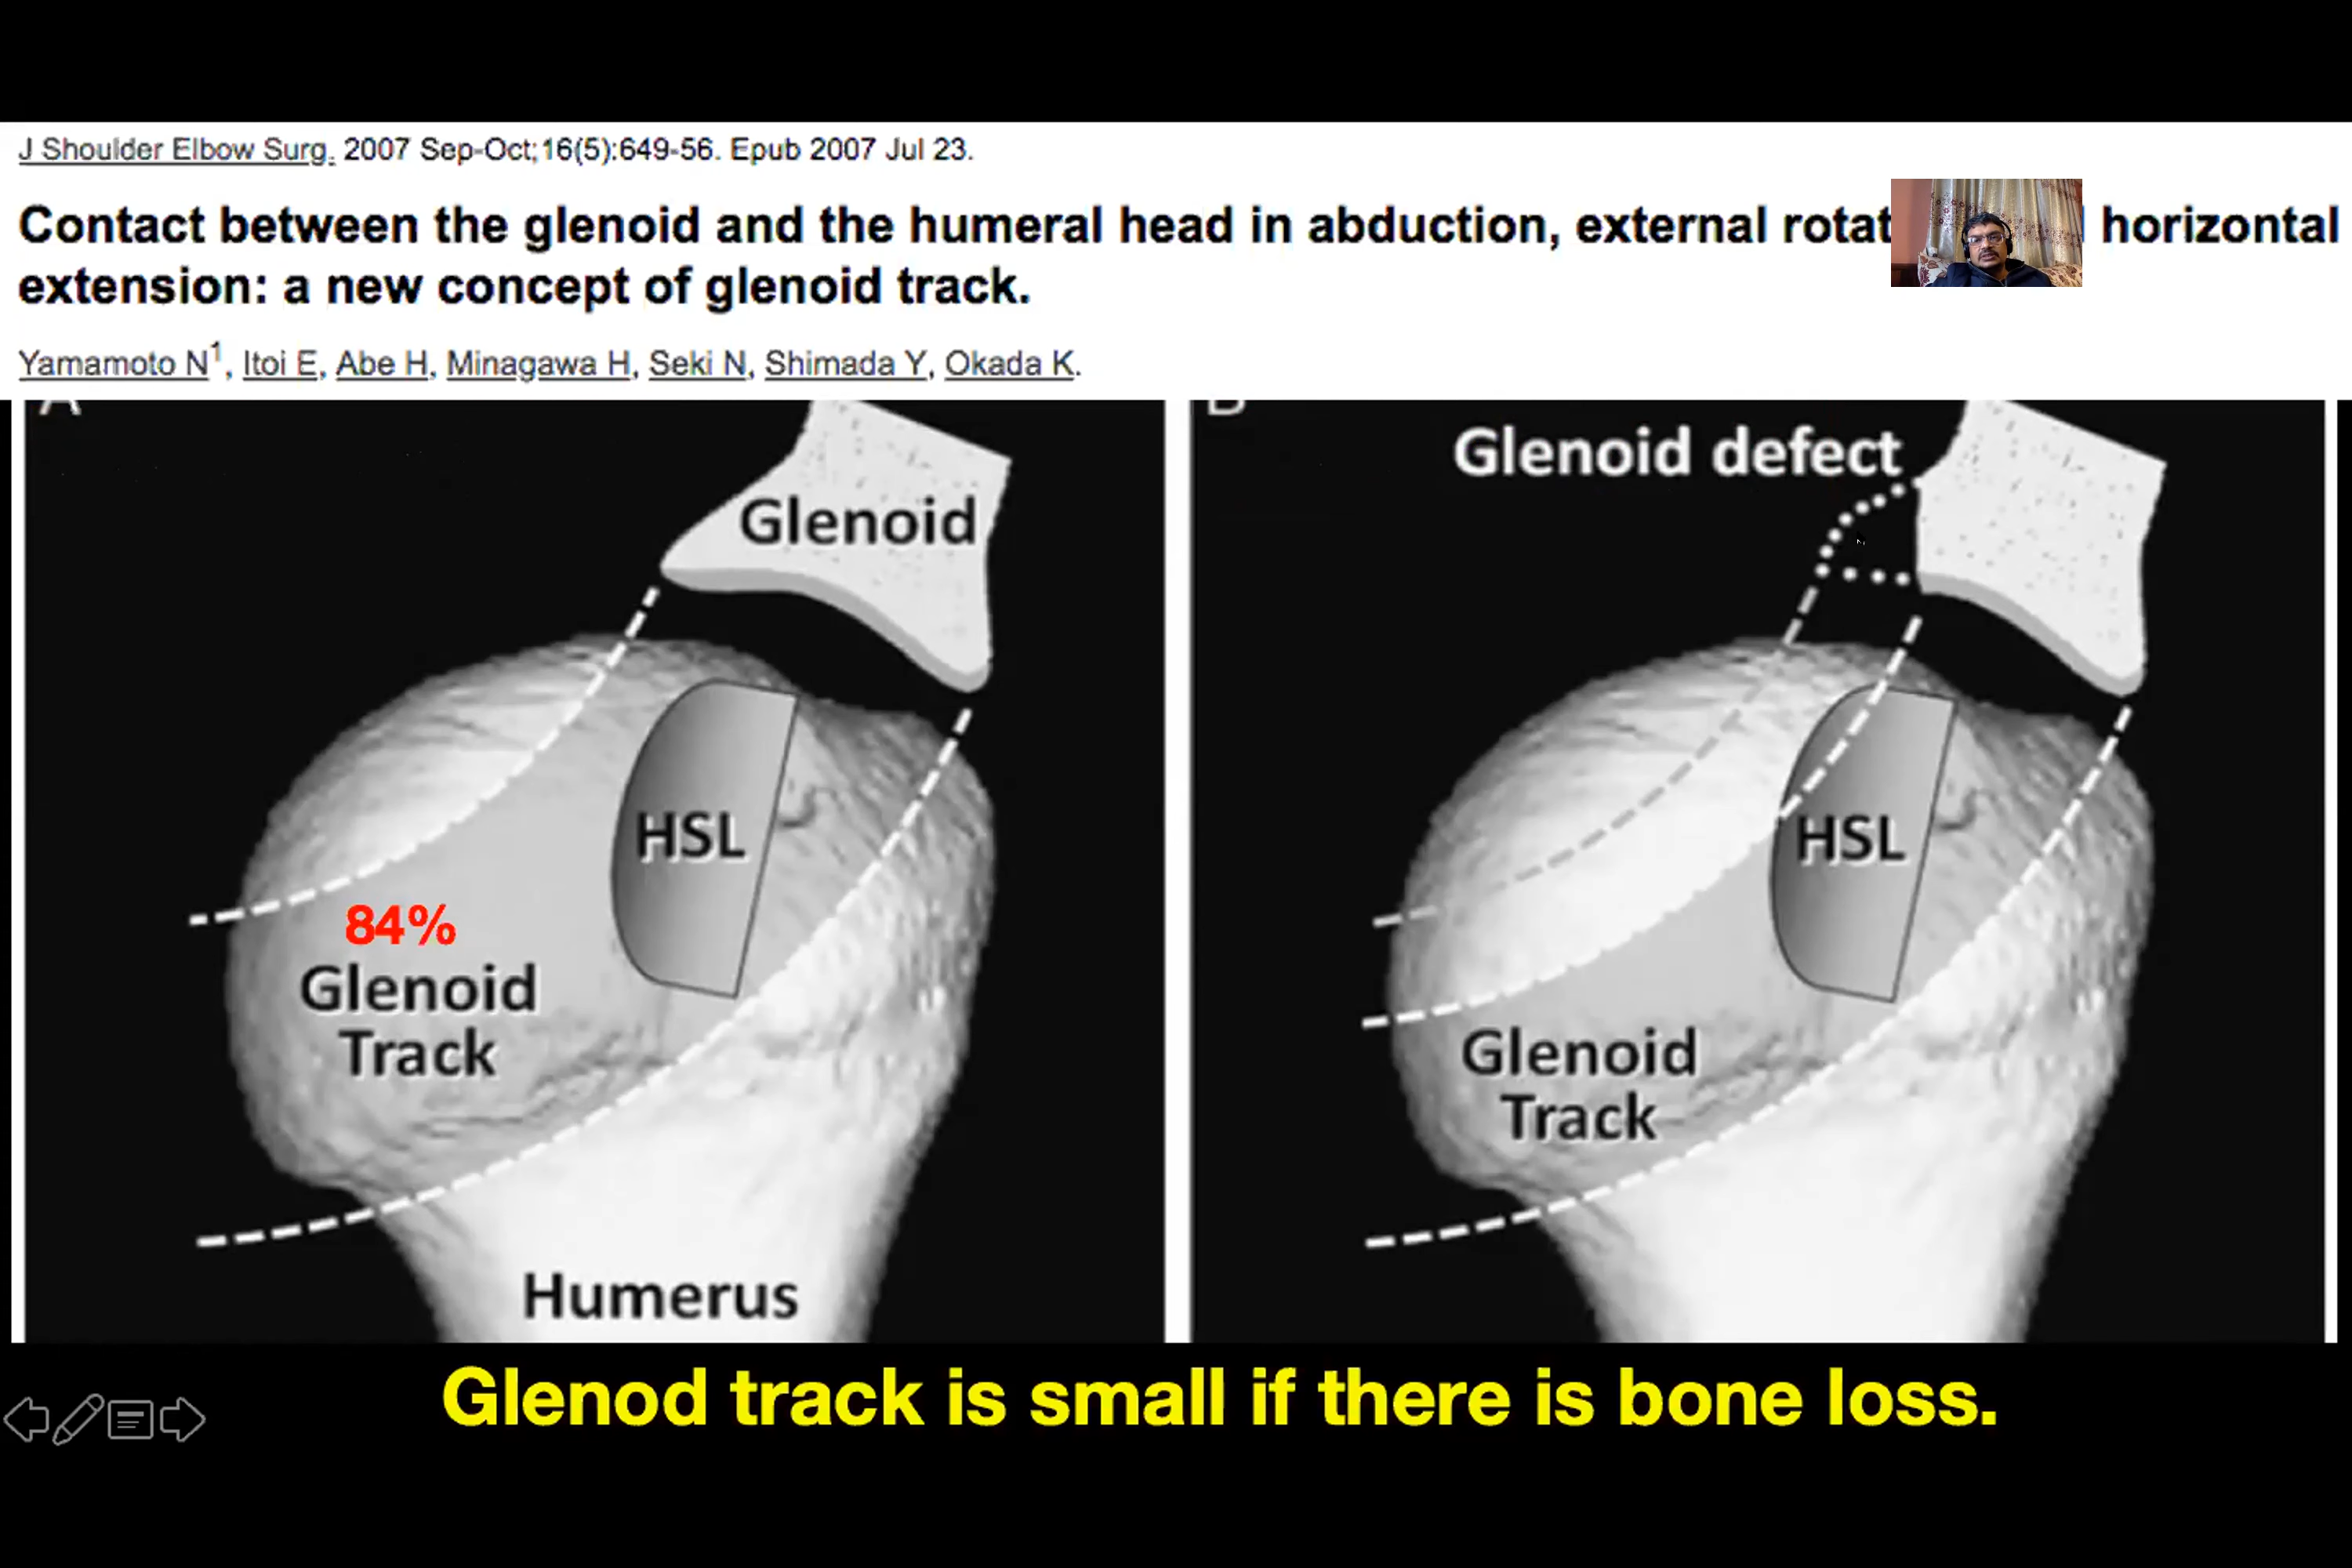 J Shoulder Elbow Surg. 2007 Sep-Oct;16(5):649-56. Epub 2007 Jul 23.
Contact between the glenoid and the humeral head in abduction, external rotat horizontal
extension: a new concept of glenoid track.
Yamamoto N1, Itoi E, Abe H, Minagawa H, Seki N, Shimada Y, Okada K.
Glenoid
HSL
84%
Glenoid
Track
Humerus
Glenoid defect
HSL
Glenoid
Track
Glenod track is small if there is bone loss.